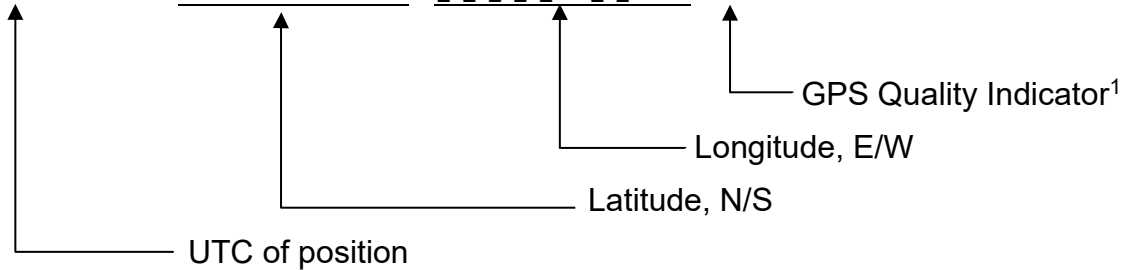 GPS Quality Indicator¹
Longitude, E/W
Latitude, N/S
UTC of position